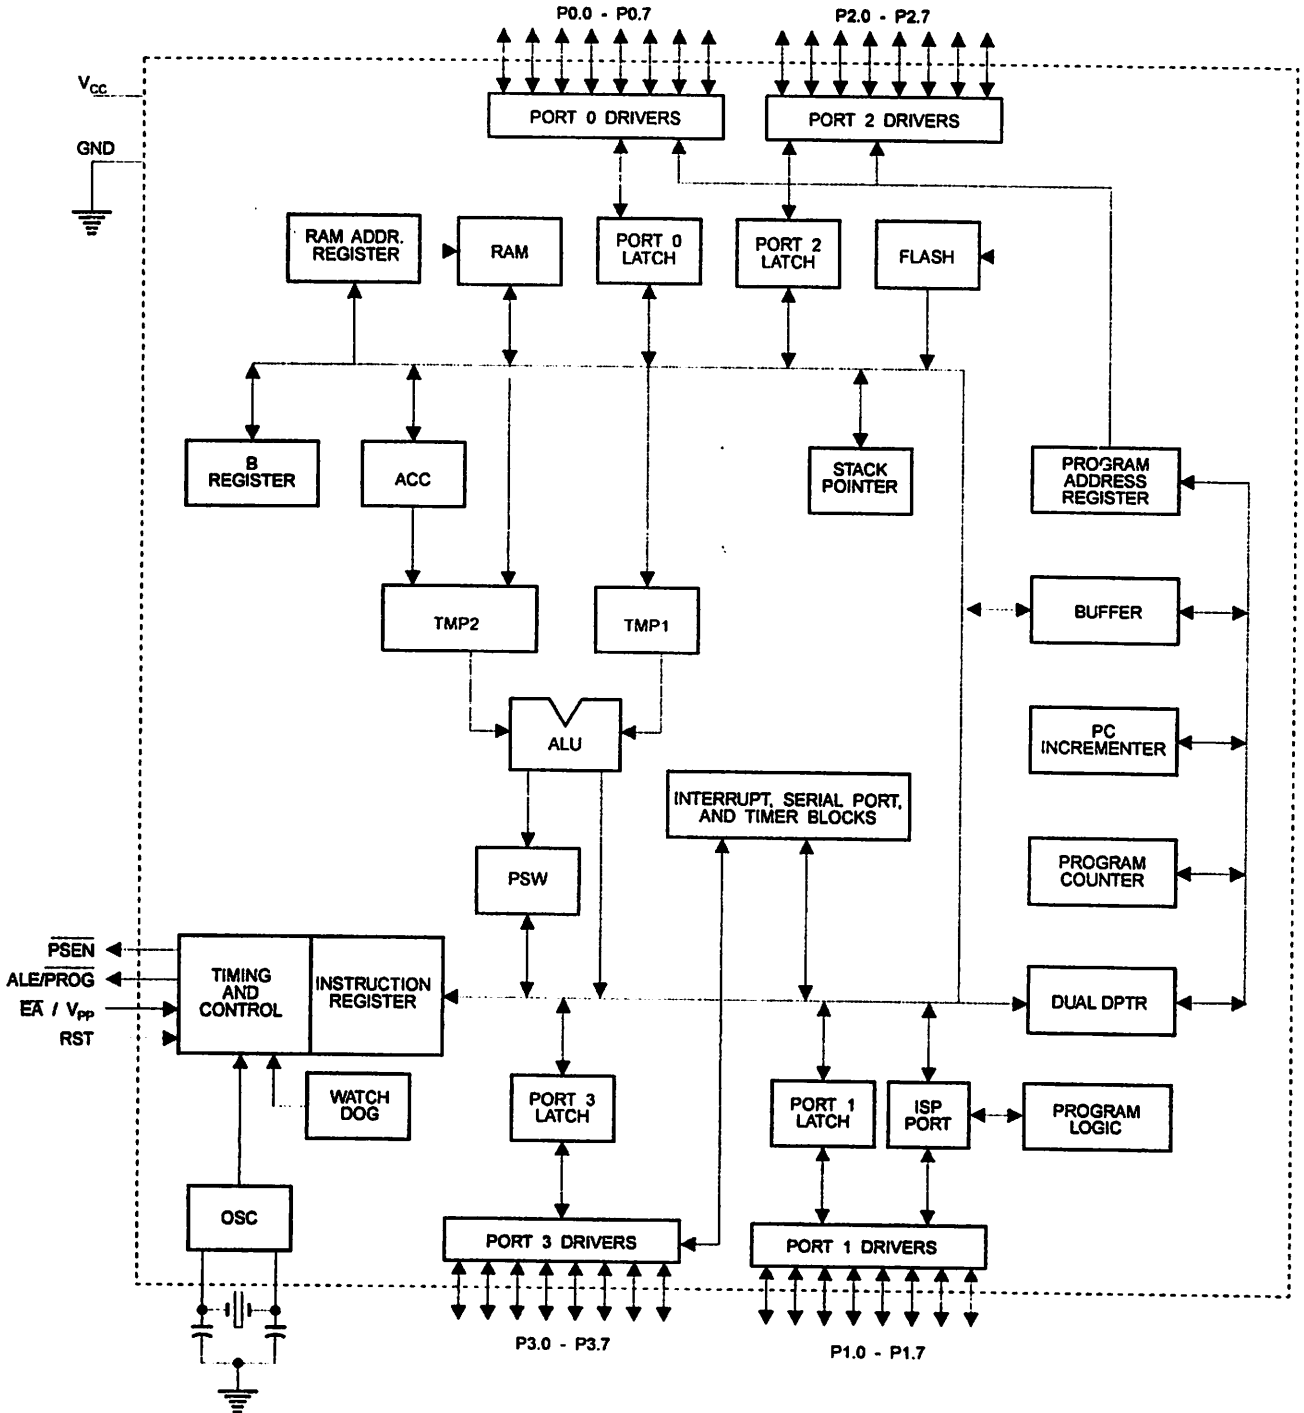 P0.0 - P0.7
P2.0 - P2.7
VCC
PORT 0 DRIVERS
PORT 2 DRIVERS
GND
RAM ADDR.
REGISTER
RAM
PORT 0
LATCH
PORT 2
LATCH
FLASH
B
REGISTER
ACC
STACK
POINTER
PROGRAM
ADDRESS
REGISTER
TMP2
TMP1
BUFFER
ALU
PC
INCREMENTER
INTERRUPT, SERIAL PORT,
AND TIMER BLOCKS
PSW
PROGRAM
COUNTER
PSEN
ALE/PROG
EA / VPP
RST
TIMING
AND
CONTROL
INSTRUCTION
REGISTER
DUAL DPTR
WATCH
DOG
PORT 3
LATCH
PORT 1
LATCH
ISP
PORT
PROGRAM
LOGIC
OSC
PORT 3 DRIVERS
PORT 1 DRIVERS
P3.0 - P3.7
P1.0 - P1.7